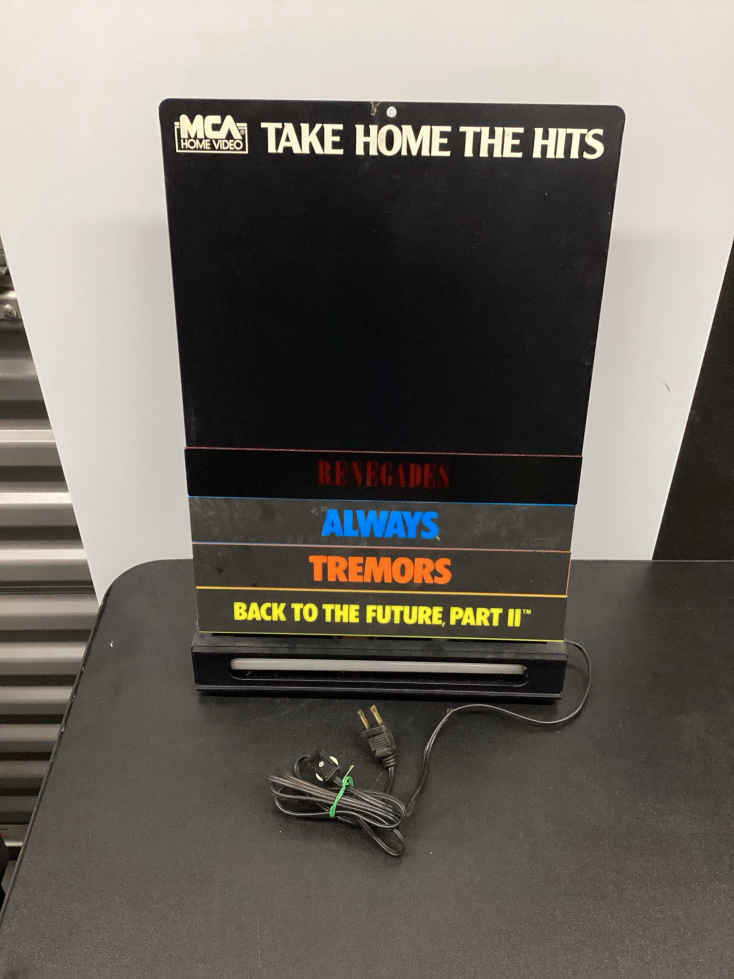 MCA
HOME VIDEO
TAKE HOME THE HITS
RENEGADES
ALWAYS
TREMORS
BACK TO THE FUTURE, PART II™